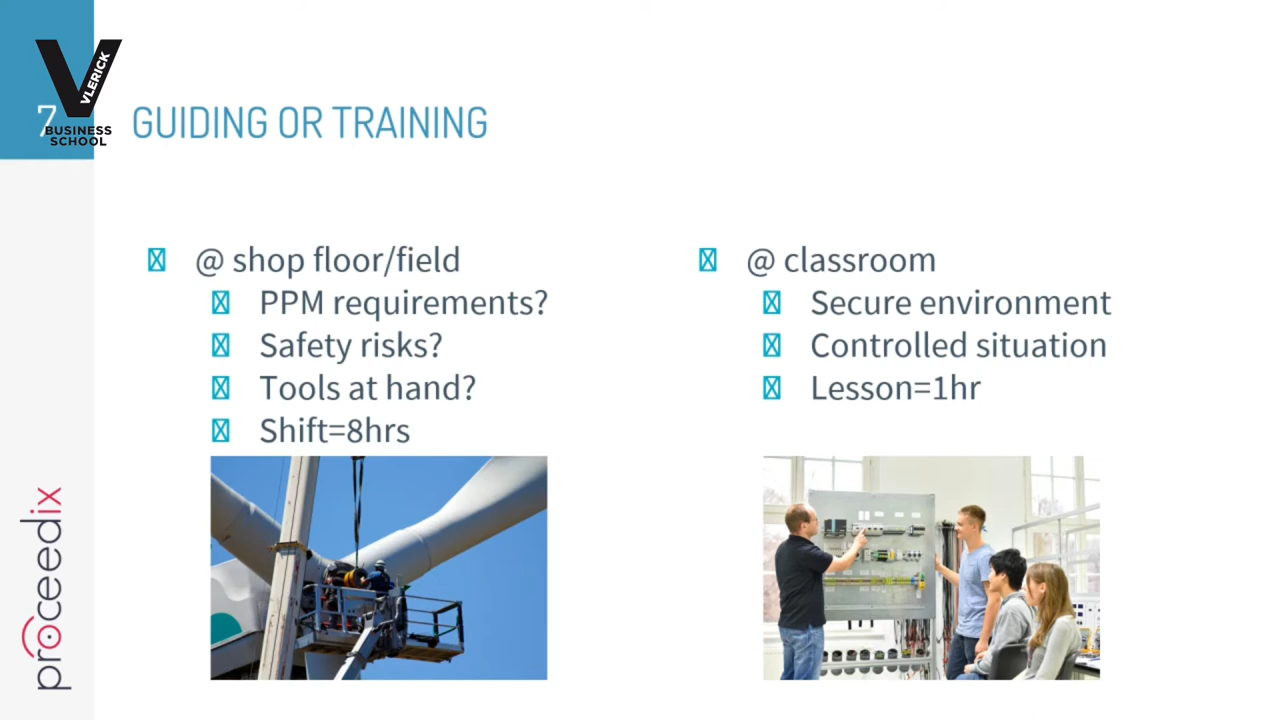 VLERICK
7
BUSINESS
SCHOOL
GUIDING OR TRAINING
@ shop floor/field
PPM requirements?
Safety risks?
Tools at hand?
Shift=8hrs
@ classroom
Secure environment
Controlled situation
Lesson=1hr
proceedix